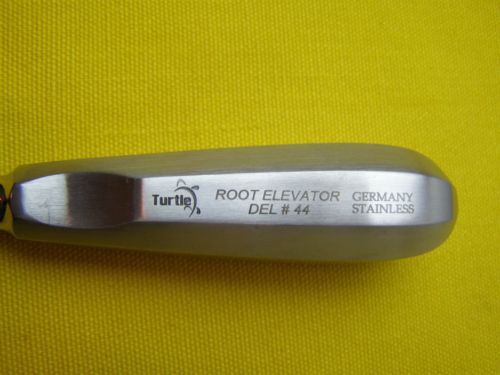 Turtle
ROOT ELEVATOR
DEL # 44
GERMANY
STAINLESS